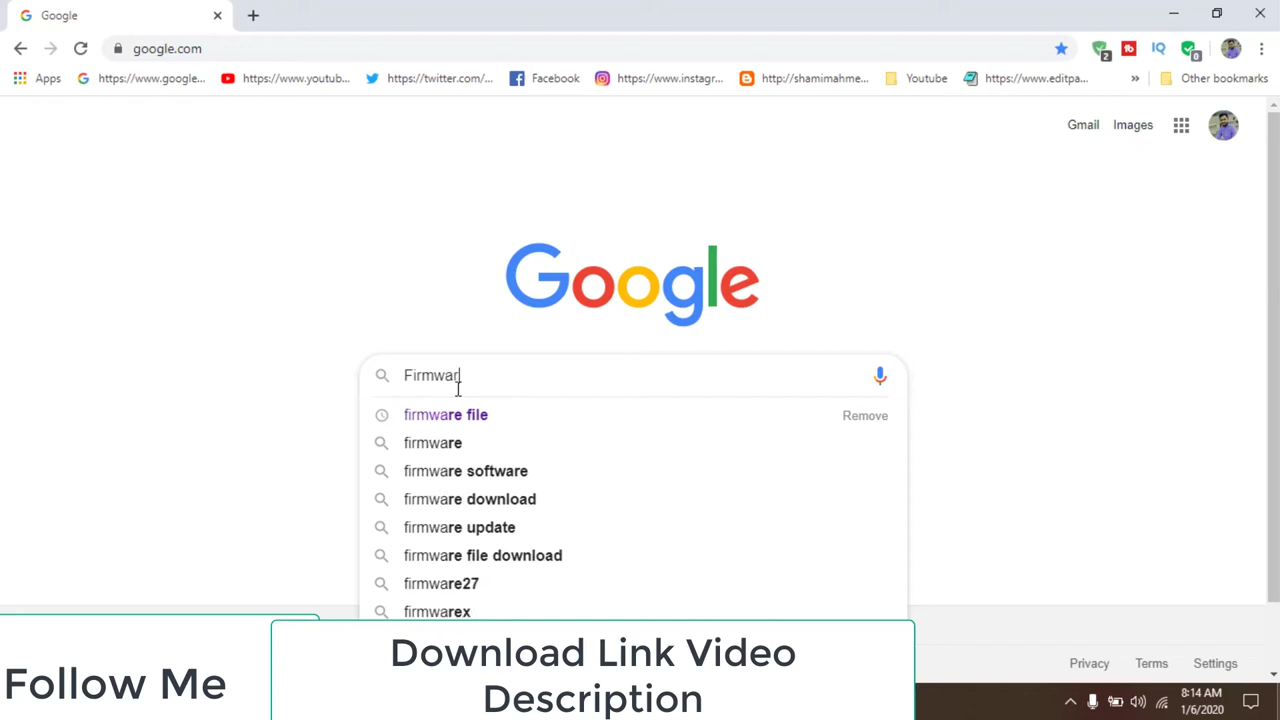 Google
google.com
2
0
Apps
https://www.google...
https://www.youtub...
https://twitter.com/...
Facebook
https://www.instagr...
http://shamimahme...
Youtube
https://www.editpa...
»
Other bookmarks
Gmail
Images
Google
Firmwar
firmware file
Remove
firmware
firmware software
firmware download
firmware update
firmware file download
firmware27
firmwarex
Follow Me
Download Link Video
Description
Privacy
Terms
Settings
8:14 AM
1/6/2020